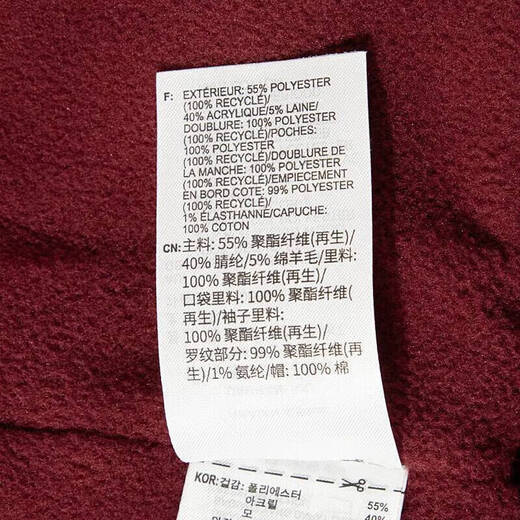 F: EXTÉRIEUR: 55% POLYESTER
(100% RECYCLÉ)/
40% ACRYLIQUE/5% LAINE/
DOUBLURE: 100% POLYESTER
(100% RECYCLÉ)/POCHES:
100% POLYESTER
(100% RECYCLÉ)/DOUBLURE DE
LA MANCHE: 100% POLYESTER
(100% RECYCLÉ)/EMPIECEMENT
EN BORD COTE: 99% POLYESTER
(100% RECYCLÉ)/
1% ÉLASTHANNE/CAPUCHE:
100% COTON
CN: 主料: 55% 聚酯纤维(再生)/
40% 腈纶/5% 绵羊毛/里料:
100% 聚酯纤维(再生)/
口袋里料: 100% 聚酯纤维(
再生)/袖子里料:
100% 聚酯纤维(再生)/
罗纹部分: 99% 聚酯纤维(再
生)/1% 氨纶/帽: 100% 棉
KOR: 겉감: 폴리에스터 55%
아크릴 40%